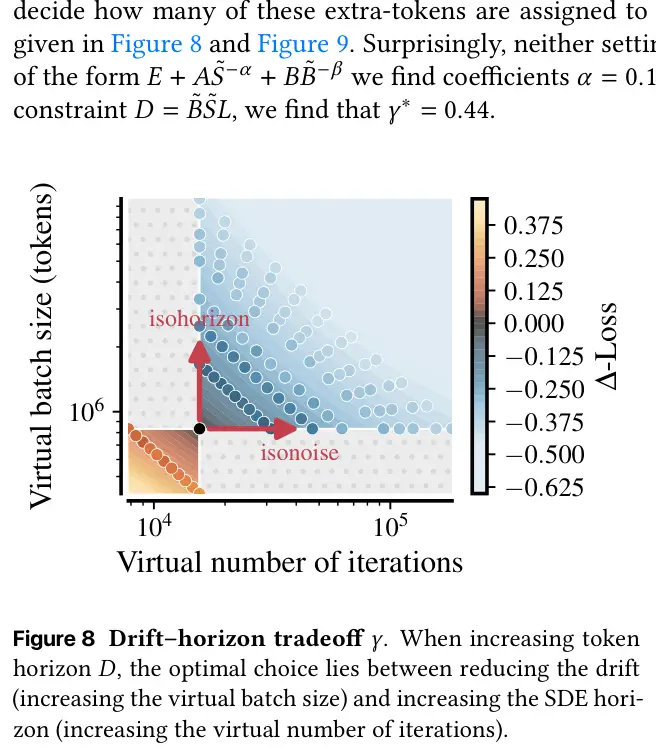 decide how many of these extra-tokens are assigned to
given in Figure 8 and Figure 9. Surprisingly, neither
of the form E + AS̃^{−α} + BB̃^{−β} we find coefficients α = 0.1
constraint D = B̃S̃L, we find that γ* = 0.44.
Virtual batch size (tokens)
10^6
isohorizon
isonoise
10^4 10^5
Virtual number of iterations
0.375
0.250
0.125
0.000
−0.125
−0.250
−0.375
−0.500
−0.625
Δ-Loss
Figure 8 Drift–horizon tradeoff γ. When increasing token
horizon D, the optimal choice lies between reducing the drift
(increasing the virtual batch size) and increasing the SDE hori-
zon (increasing the virtual number of iterations).